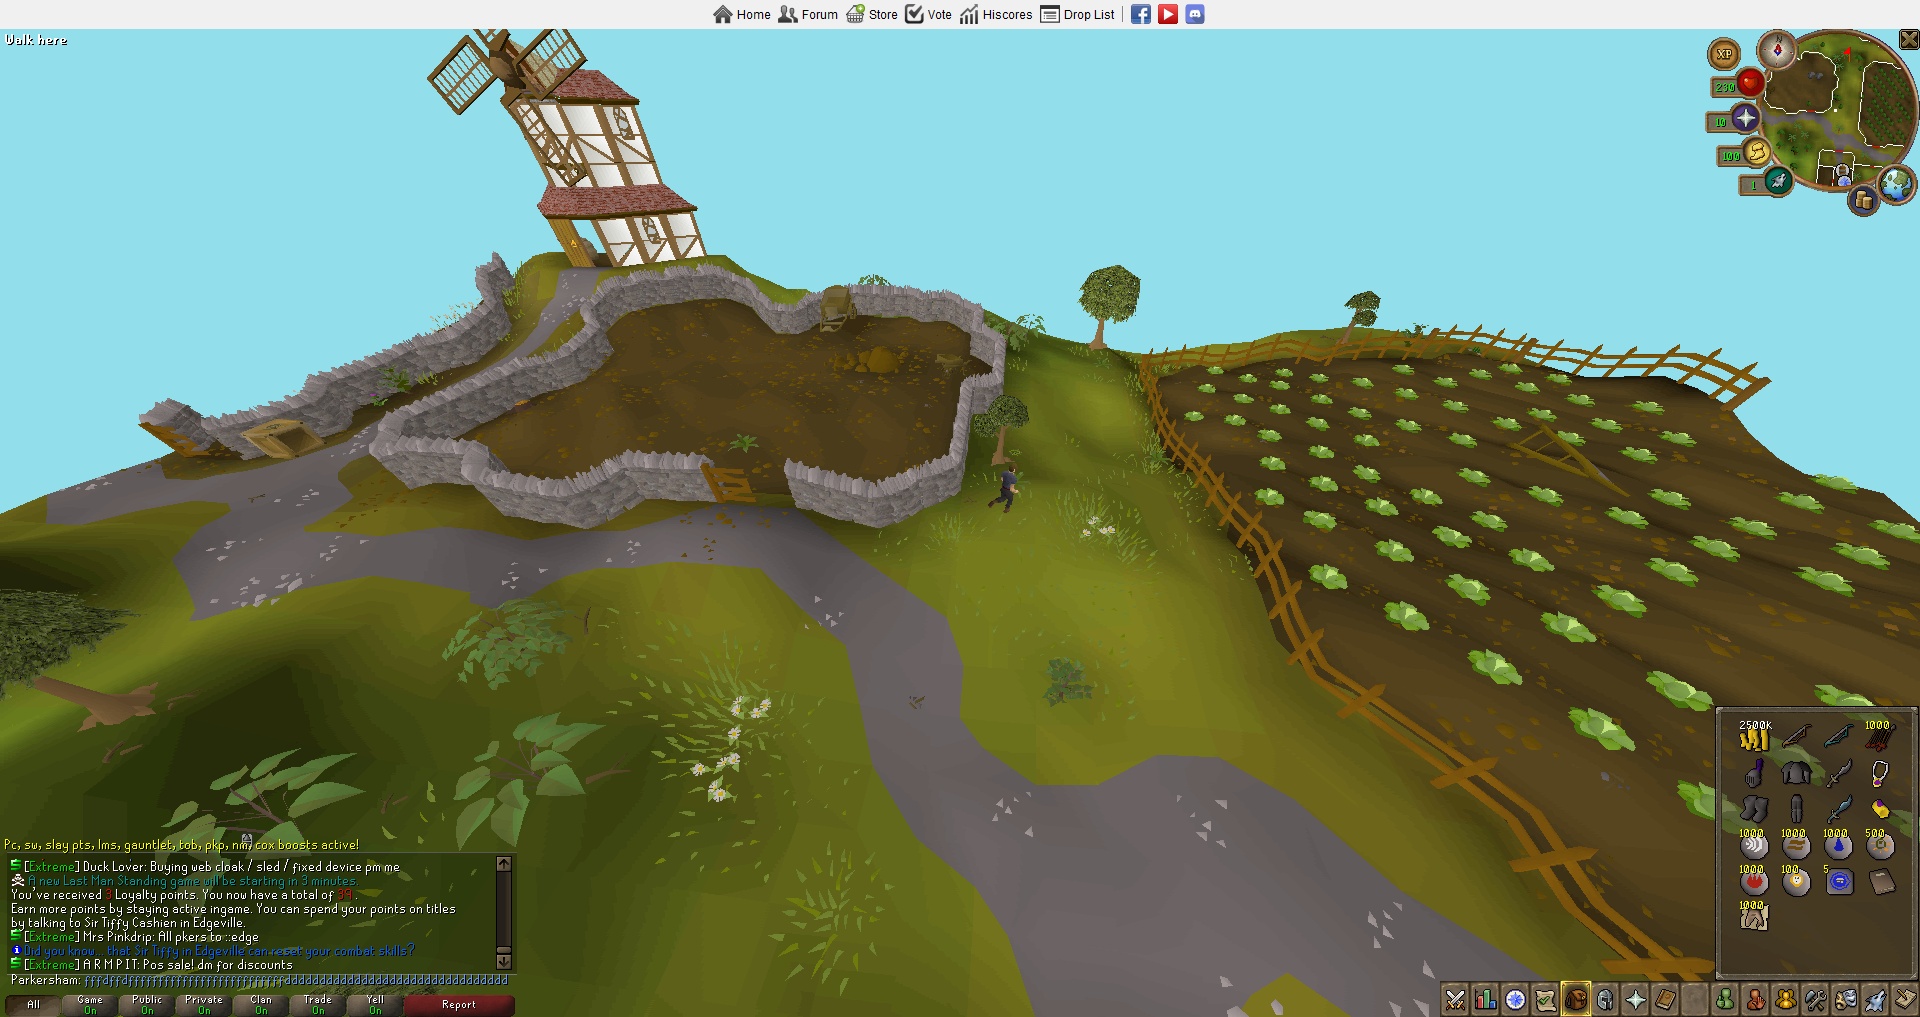 Home Forum Store Vote Hiscores Drop List
Walk here
XP
N
230
10
100
1
2500K 1000
1000 1000 1000 500
1000 100 5
1000
Pc, sw, slay pts, lms, gauntlet, tob, pkp, nm, cox boosts active!
[Extreme] Duck Lover: Buying web cloak / sled / fixed device pm me
A new Last Man Standing game will be starting in 3 minutes.
You've received 3 Loyalty points. You now have a total of 39.
Earn more points by staying active ingame. You can spend your points on titles
by talking to Sir Tiffy Cashien in Edgeville.
[Extreme] Mrs Pinkdrip: All pkers to ::edge
Did you know... that Sir Tiffy in Edgeville can reset your combat skills?
[Extreme] A R M P I T: Pos sale! dm for discounts
Parkersham:
All Game Public Private Clan Trade Yell Report
On On On On On On